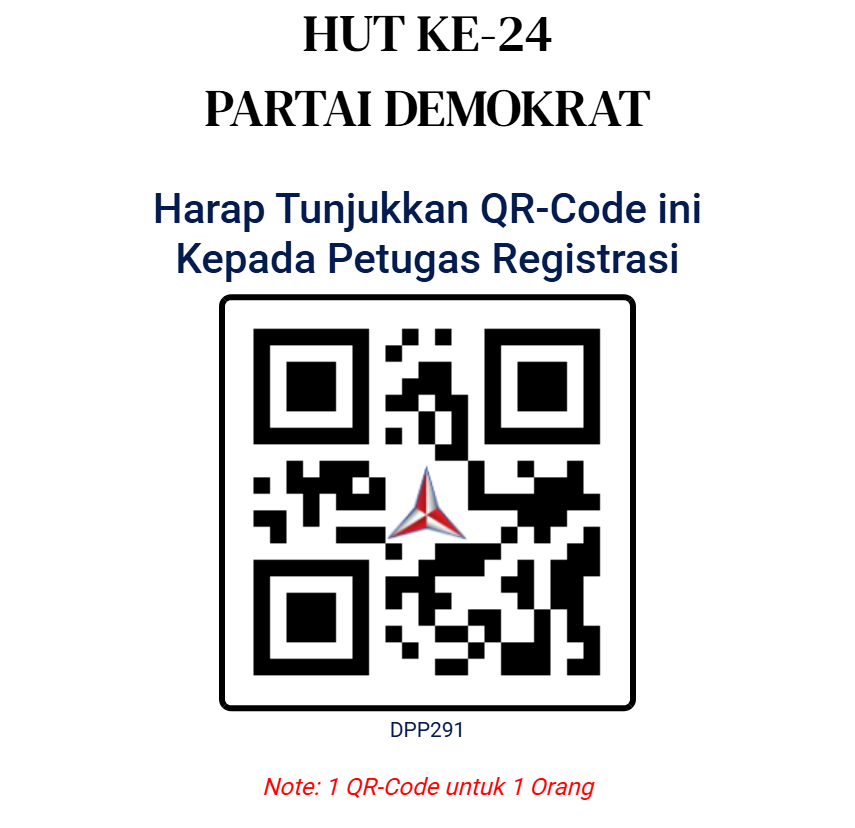 HUT KE-24
PARTAI DEMOKRAT
Harap Tunjukkan QR-Code ini
Kepada Petugas Registrasi
DPP291
Note: 1 QR-Code untuk 1 Orang